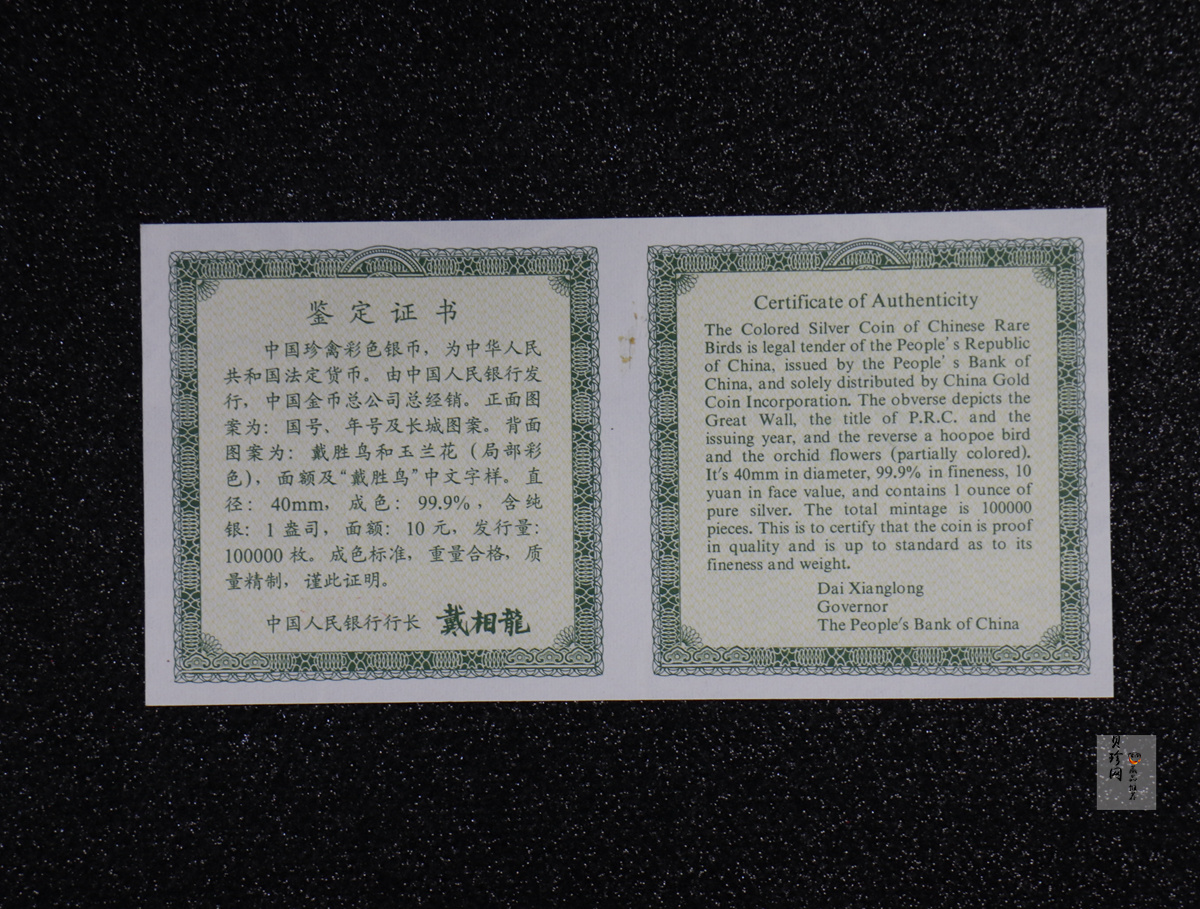 鉴定证书
中国珍禽彩色银币，为中华人民
共和国法定货币。由中国人民银行发
行，中国金币总公司总经销。正面图
案为：国号、年号及长城图案。背面
图案为：戴胜鸟和玉兰花（局部彩
色），面额及“戴胜鸟”中文字样。直
径：40mm，成色：99.9%，含纯
银：1盎司，面额：10元，发行量：
100000枚。成色标准，重量合格，质
量精制，谨此证明。
中国人民银行行长 戴相龍
Certificate of Authenticity
The Colored Silver Coin of Chinese Rare
Birds is legal tender of the People's Republic
of China, issued by the People's Bank of
China, and solely distributed by China Gold
Coin Incorporation. The obverse depicts the
Great Wall, the title of P.R.C. and the
issuing year, and the reverse a hoopoe bird
and the orchid flowers (partially colored).
It's 40mm in diameter, 99.9% in fineness, 10
yuan in face value, and contains 1 ounce of
pure silver. The total mintage is 100000
pieces. This is to certify that the coin is proof
in quality and is up to standard as to its
fineness and weight.
Dai Xianglong
Governor
The People's Bank of China
贝珍网